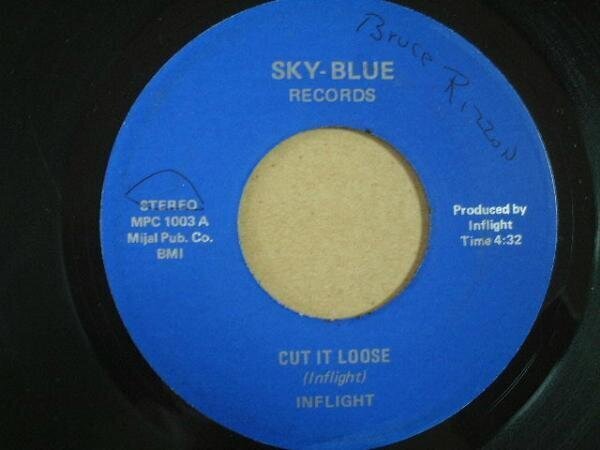 SKY-BLUE
RECORDS
Bruce Rizzon
STEREO
MPC 1003 A
Mijal Pub. Co.
BMI
Produced by
Inflight
Time 4:32
CUT IT LOOSE
(Inflight)
INFLIGHT